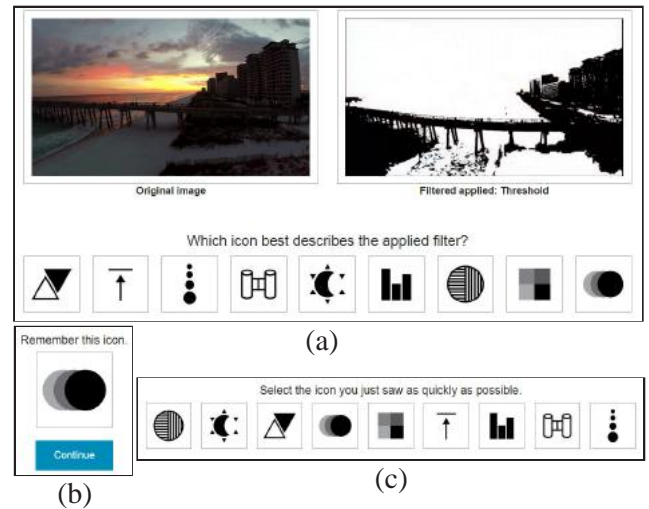 Original image
Filtered applied: Threshold
Which icon best describes the applied filter?
(a)
Remember this icon.
Continue
(b)
Select the icon you just saw as quickly as possible.
(c)